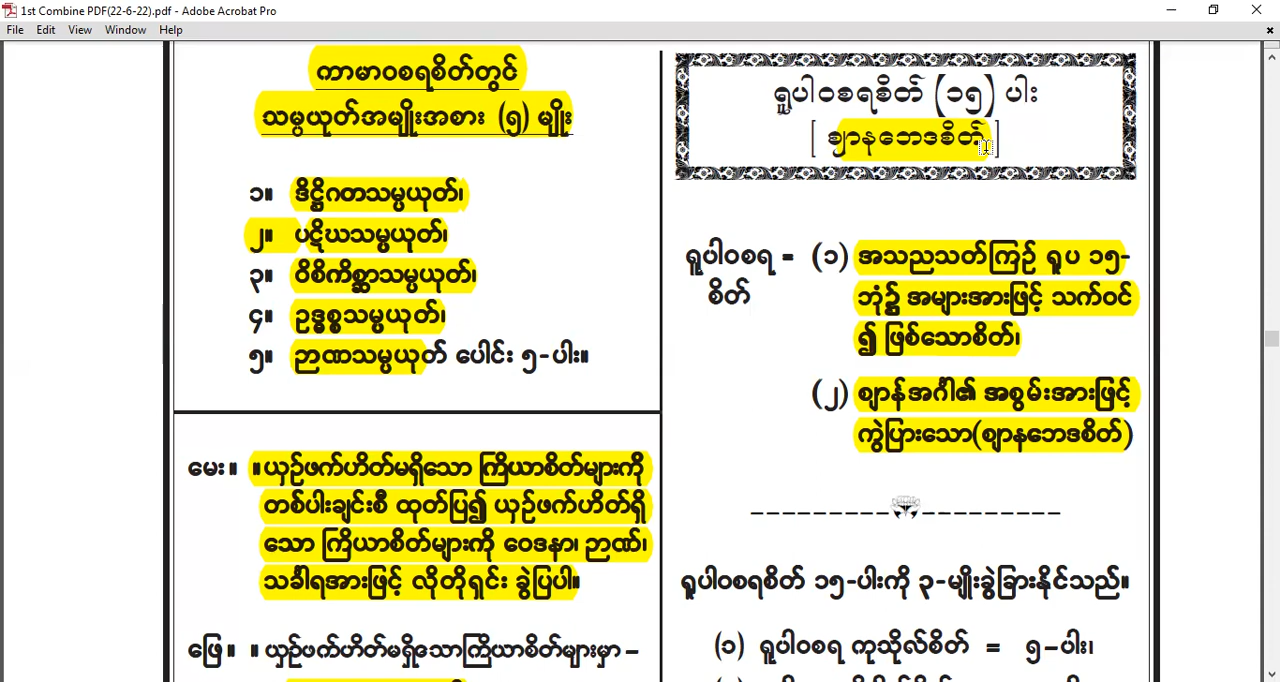 1st Combine PDF(22-6-22).pdf - Adobe Acrobat Pro
File Edit View Window Help
ကာမာဝစရစိတ်တွင်
သမ္ပယုတ်အမျိုးအစား (၅) မျိုး
၁။ ဒိဋ္ဌိဂတသမ္ပယုတ်၊
၂။ ပဋိဃသမ္ပယုတ်၊
၃။ ဝိစိကိစ္ဆာသမ္ပယုတ်၊
၄။ ဥဒ္ဓစ္စသမ္ပယုတ်၊
၅။ ဉာဏသမ္ပယုတ် ပေါင်း ၅-ပါး။
မေး။ ။ ယှဉ်ဖက်ဟိတ်မရှိသော ကြိယာစိတ်များကို
တစ်ပါးချင်းစီ ထုတ်ပြ၍ ယှဉ်ဖက်ဟိတ်ရှိ
သော ကြိယာစိတ်များကို ဝေဒနာ၊ ဉာဏ်၊
သင်္ခါရအားဖြင့် လိုတိုရှင်း ခွဲပြပါ။
ဖြေ။ ။ ယှဉ်ဖက်ဟိတ်မရှိသောကြိယာစိတ်များမှာ –
ရူပါဝစရစိတ် (၁၅) ပါး
[ ဈာနဘေဒစိတ် ]
ရူပါဝစရ = (၁) အသညသတ်ကြဉ် ရူပ ၁၅-
စိတ် ဘုံ၌ အများအားဖြင့် သက်ဝင်
၍ ဖြစ်သောစိတ်၊
(၂) ဈာန်အင်္ဂါ၏ အစွမ်းအားဖြင့်
ကွဲပြားသော(ဈာနဘေဒစိတ်)
ရူပါဝစရစိတ် ၁၅-ပါးကို ၃-မျိုးခွဲခြားနိုင်သည်။
(၁) ရူပါဝစရ ကုသိုလ်စိတ် = ၅-ပါး၊